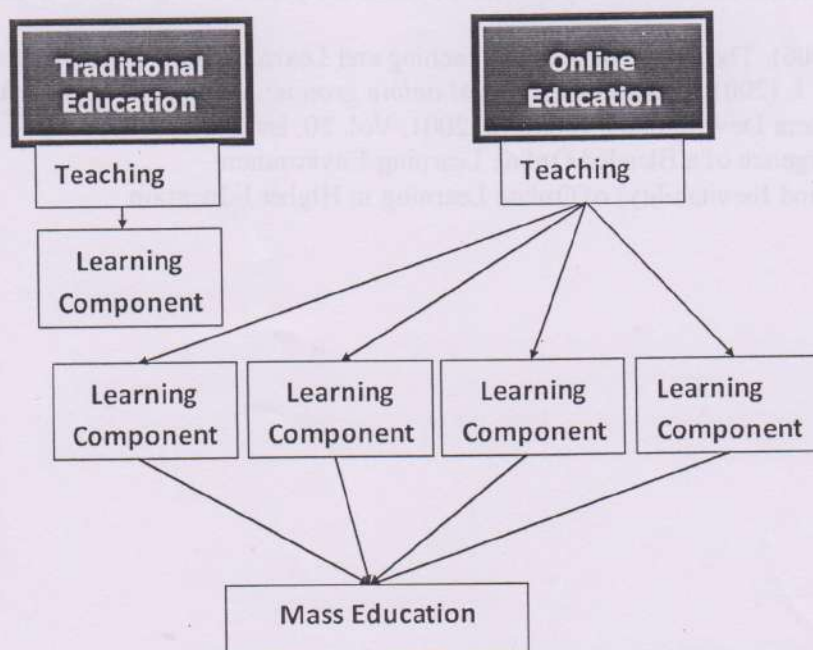 Traditional
Education
Teaching
Learning
Component
Online
Education
Teaching
Learning
Component
Learning
Component
Learning
Component
Learning
Component
Mass Education